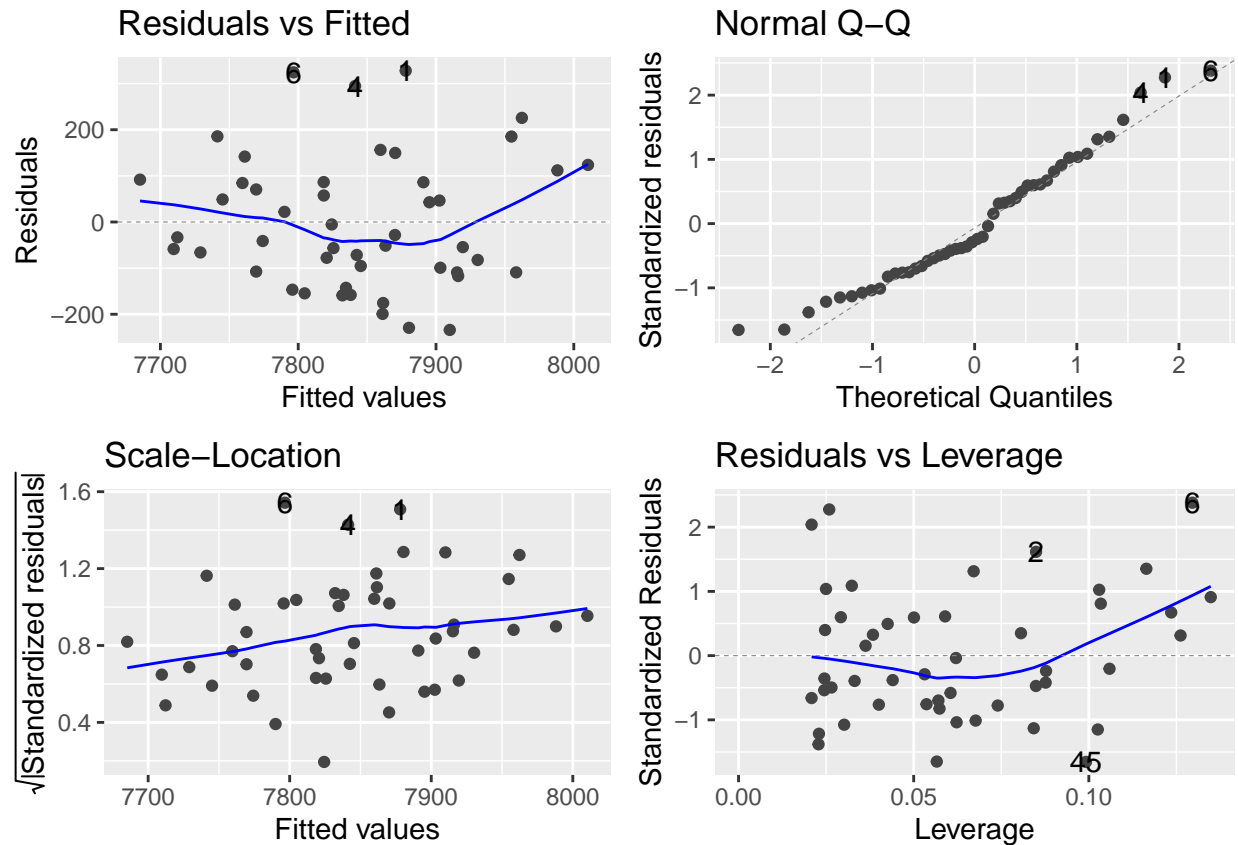 Residuals vs Fitted
6
4
1
200
0
−200
Residuals
7700 7800 7900 8000
Fitted values
Normal Q−Q
6
1
4
2
1
0
−1
Standardized residuals
−2 −1 0 1 2
Theoretical Quantiles
Scale−Location
6
4
1
1.6
1.2
0.8
0.4
√|Standardized residuals|
7700 7800 7900 8000
Fitted values
Residuals vs Leverage
6
2
45
2
1
0
−1
Standardized Residuals
0.00 0.05 0.10
Leverage